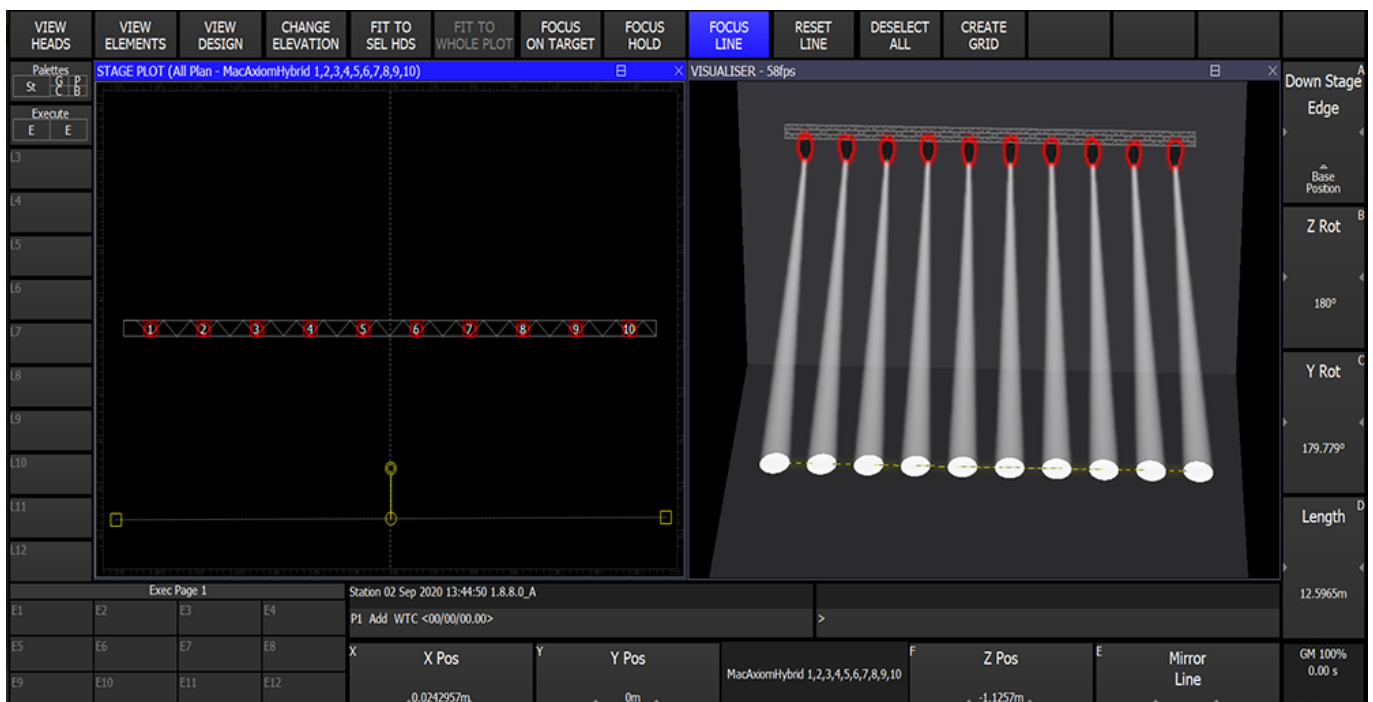 VIEW
HEADS
VIEW
ELEMENTS
VIEW
DESIGN
CHANGE
ELEVATION
FIT TO
SEL HDS
FIT TO
WHOLE PLOT
FOCUS
ON TARGET
FOCUS
HOLD
FOCUS
LINE
RESET
LINE
DESELECT
ALL
CREATE
GRID
Palettes
St G P
C B
Execute
E E
L3
L4
L5
L6
L7
L8
L9
L10
L11
L12
STAGE PLOT (All Plan - MacAxiomHybrid 1,2,3,4,5,6,7,8,9,10)
1 2 3 4 5 6 7 8 9 10
VISUALISER - 58fps
A
Down Stage
Edge
Base
Position
B
Z Rot
180°
C
Y Rot
179.779°
D
Length
12.5965m
Exec Page 1
E1 E2 E3 E4
E5 E6 E7 E8
E9 E10 E11 E12
Station 02 Sep 2020 13:44:50 1.8.8.0_A
P1 Add WTC <00/00/00.00>
>
X
X Pos
0.0242957m
Y
Y Pos
0m
MacAxiomHybrid 1,2,3,4,5,6,7,8,9,10
F
Z Pos
-1.1257m
E
Mirror
Line
GM 100%
0.00 s